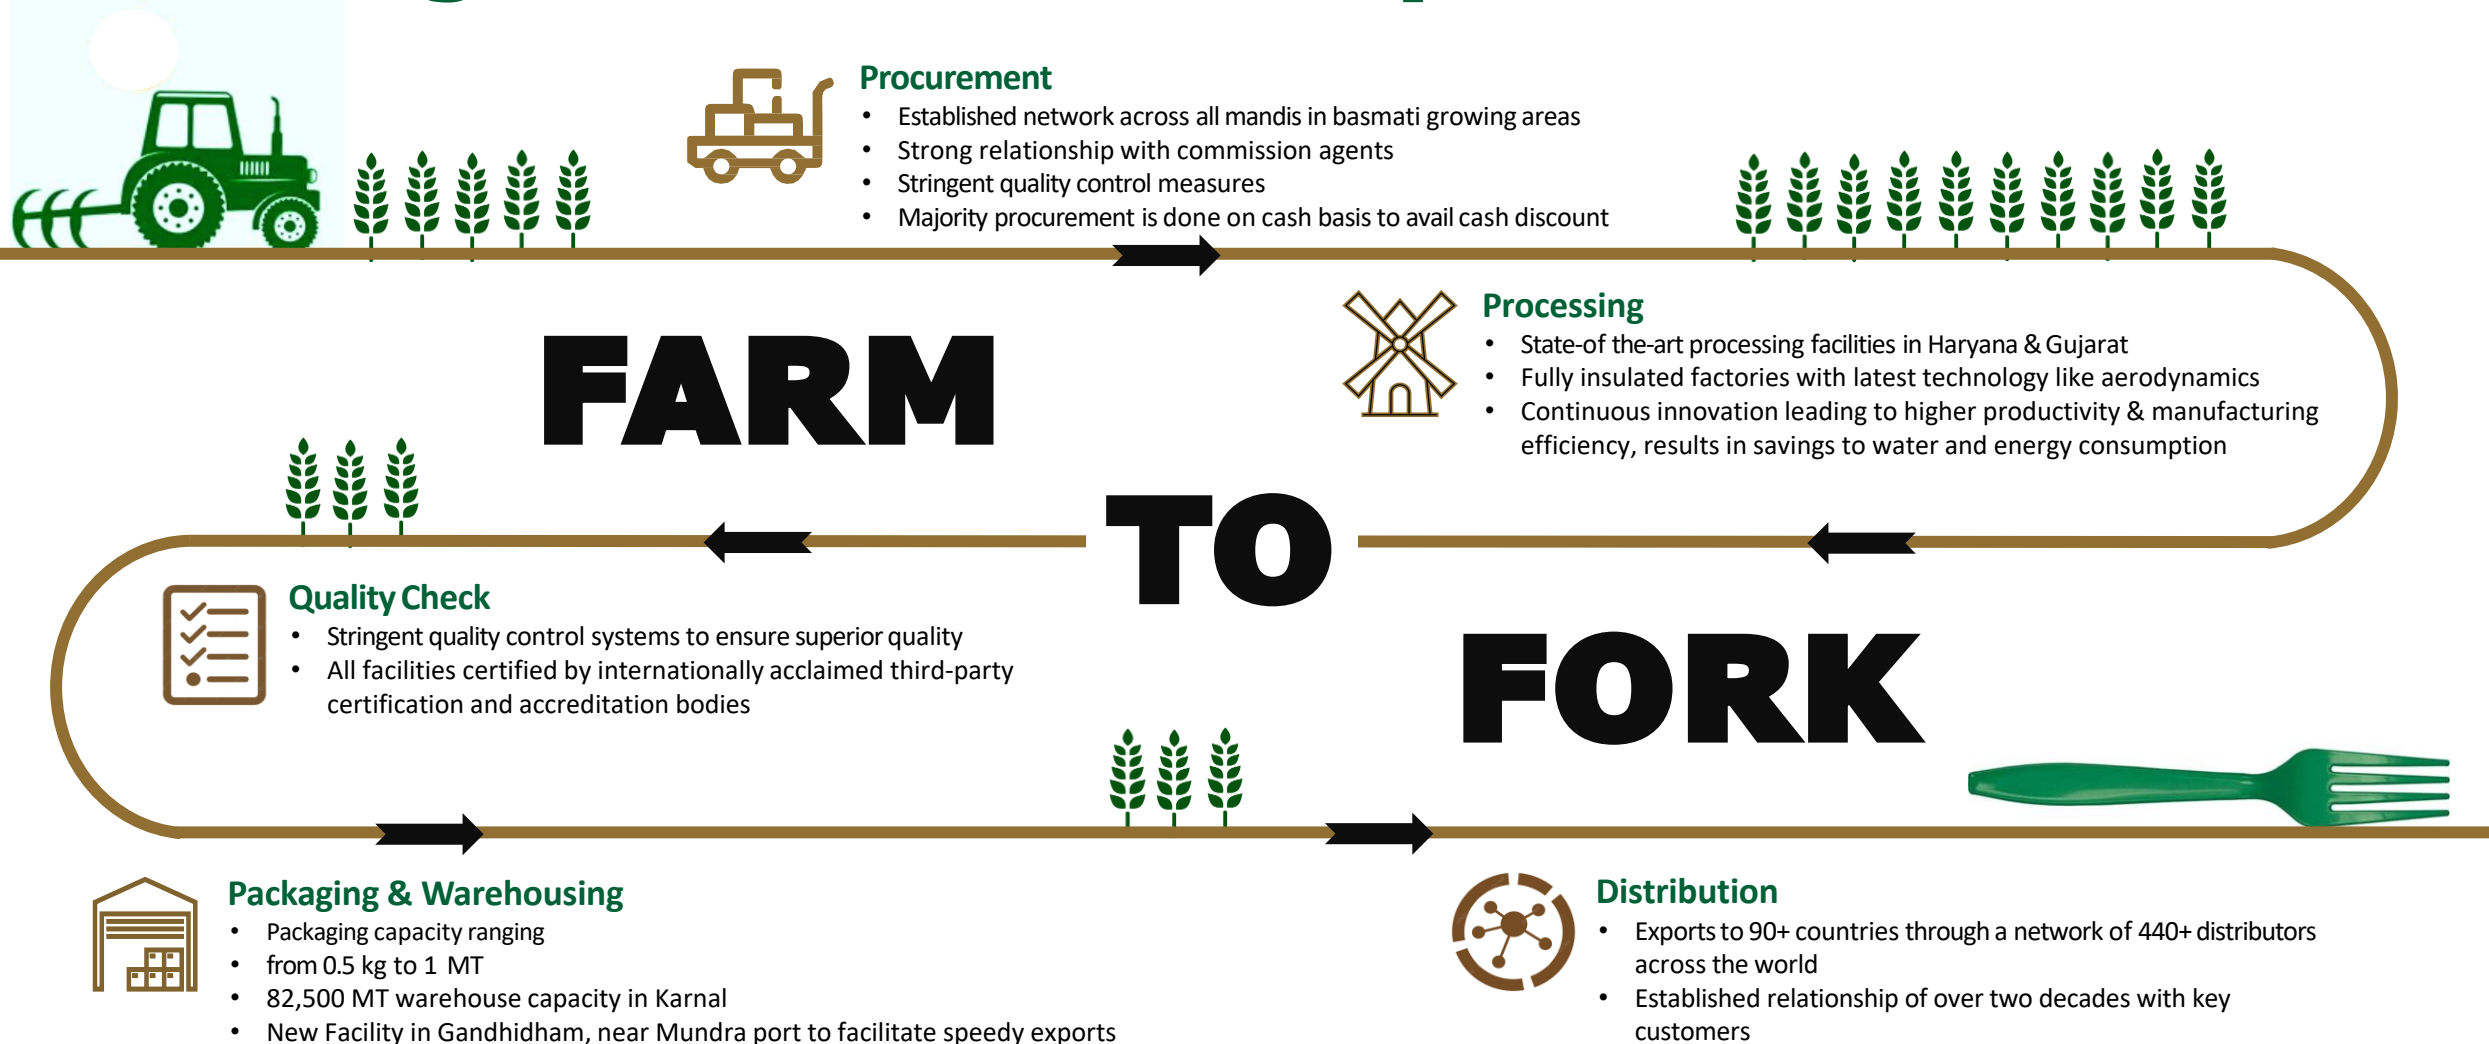 Procurement
• Established network across all mandis in basmati growing areas
• Strong relationship with commission agents
• Stringent quality control measures
• Majority procurement is done on cash basis to avail cash discount
Processing
• State-of the-art processing facilities in Haryana & Gujarat
• Fully insulated factories with latest technology like aerodynamics
• Continuous innovation leading to higher productivity & manufacturing
efficiency, results in savings to water and energy consumption
FARM
TO
FORK
Quality Check
• Stringent quality control systems to ensure superior quality
• All facilities certified by internationally acclaimed third-party
certification and accreditation bodies
Packaging & Warehousing
• Packaging capacity ranging
• from 0.5 kg to 1 MT
• 82,500 MT warehouse capacity in Karnal
• New Facility in Gandhidham, near Mundra port to facilitate speedy exports
Distribution
• Exports to 90+ countries through a network of 440+ distributors
across the world
• Established relationship of over two decades with key
customers